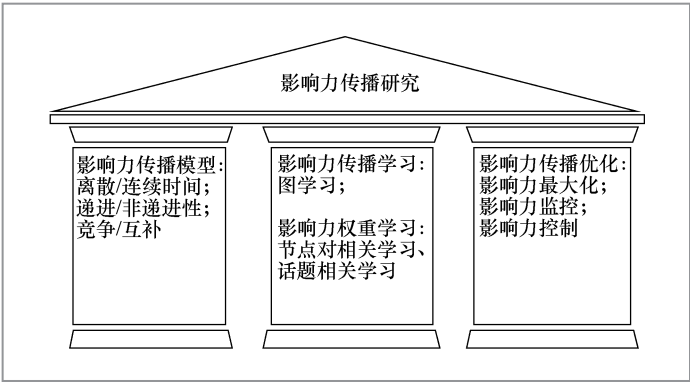 影响力传播研究
影响力传播模型：
离散/连续时间；
递进/非递进性；
竞争/互补
影响力传播学习：
图学习；
影响力权重学习：
节点对相关学习、
话题相关学习
影响力传播优化：
影响力最大化；
影响力监控；
影响力控制